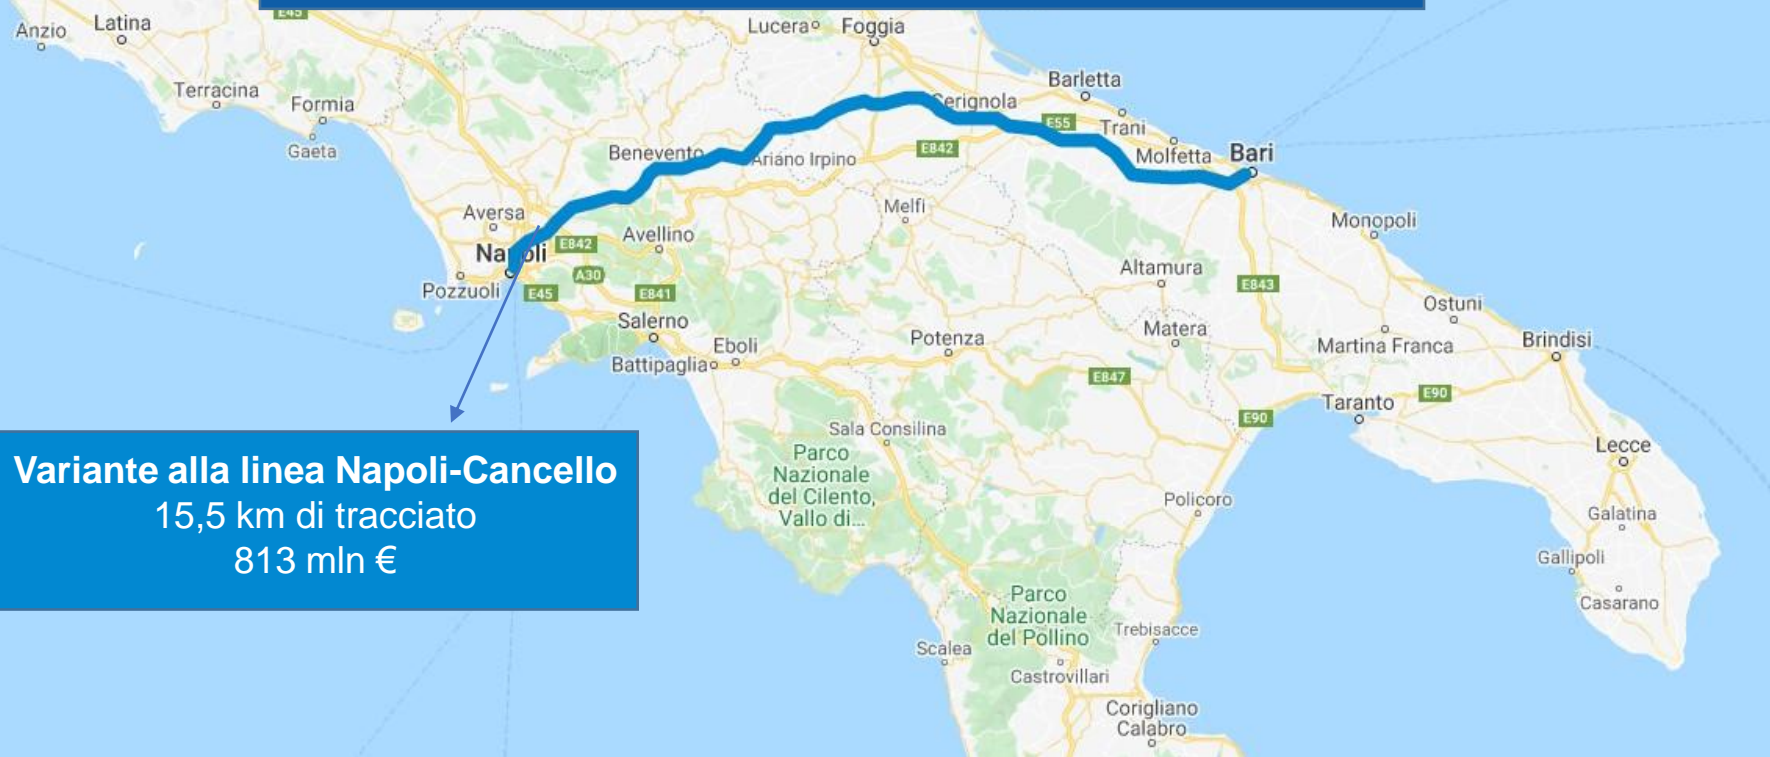 E45
Anzio
Latina
Lucera
Foggia
Terracina
Formia
Barletta
Gaeta
Cerignola
E55
Trani
Benevento
Ariano Irpino
E842
Molfetta
Bari
Aversa
Melfi
Monopoli
Napoli
E842
Avellino
A30
Altamura
Pozzuoli
E45
E841
E843
Salerno
Ostuni
Eboli
Potenza
Matera
Martina Franca
Brindisi
Battipaglia
E847
E90
Taranto
E90
Sala Consilina
Lecce
Parco
Nazionale
del Cilento,
Vallo di...
Variante alla linea Napoli-Cancello
15,5 km di tracciato
813 mln €
Policoro
Galatina
Gallipoli
Casarano
Parco
Nazionale
del Pollino
Trebisacce
Scalea
Castrovillari
Corigliano
Calabro